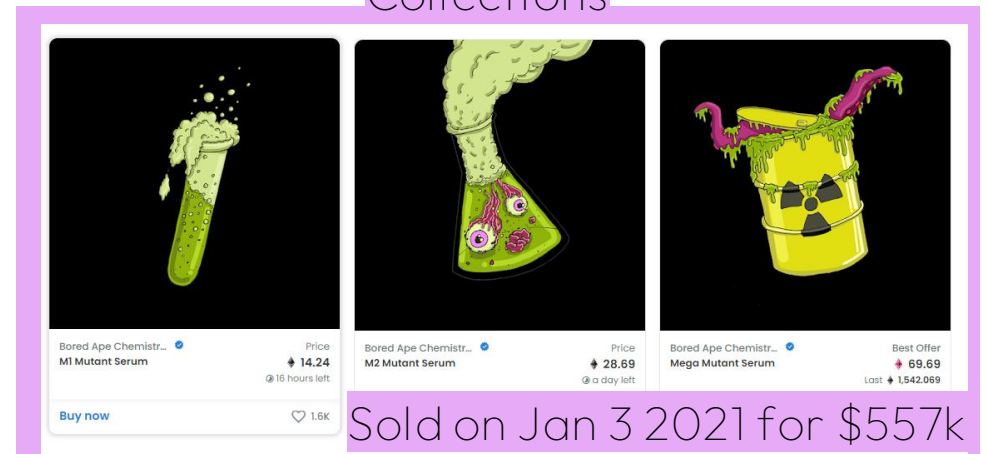 Collections
Bored Ape Chemistr...
Price
M1 Mutant Serum
14.24
16 hours left
Buy now
1.6K
Bored Ape Chemistr...
Price
M2 Mutant Serum
28.69
a day left
Bored Ape Chemistr...
Best Offer
Mega Mutant Serum
69.69
Last 1,542.069
Sold on Jan 3 2021 for $557k